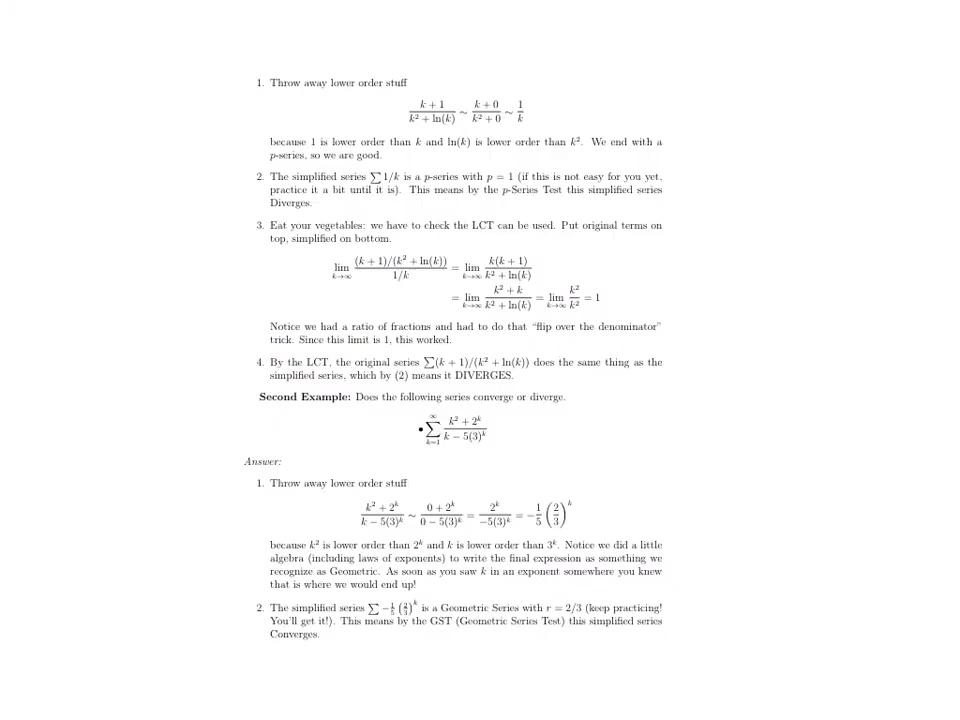 1. Throw away lower order stuff
k + 1 / k² + ln(k) ∼ k + 0 / k² + 0 ∼ 1 / k
because 1 is lower order than k and ln(k) is lower order than k². We end with a
p-series, so we are good.
2. The simplified series ∑ 1/k is a p-series with p = 1 (if this is not easy for you yet,
practice it a bit until it is). This means by the p-Series Test this simplified series
Diverges.
3. Eat your vegetables: we have to check the LCT can be used. Put original terms on
top, simplified on bottom.
lim k→∞ (k + 1)/(k² + ln(k)) / 1/k = lim k→∞ k(k + 1) / k² + ln(k)
= lim k→∞ k² + k / k² + ln(k) = lim k→∞ k² / k² = 1
Notice we had a ratio of fractions and had to do that “flip over the denominator”
trick. Since this limit is 1, this worked.
4. By the LCT, the original series ∑(k + 1)/(k² + ln(k)) does the same thing as the
simplified series, which by (2) means it DIVERGES.
Second Example: Does the following series converge or diverge.
• ∑ k=1 ∞ k² + 2ᵏ / k − 5(3)ᵏ
Answer:
1. Throw away lower order stuff
k² + 2ᵏ / k − 5(3)ᵏ ∼ 0 + 2ᵏ / 0 − 5(3)ᵏ = 2ᵏ / −5(3)ᵏ = − 1/5 (2/3)ᵏ
because k² is lower order than 2ᵏ and k is lower order than 3ᵏ. Notice we did a little
algebra (including laws of exponents) to write the final expression as something we
recognize as Geometric. As soon as you saw k in an exponent somewhere you knew
that is where we would end up!
2. The simplified series ∑ − 1/5 (2/3)ᵏ is a Geometric Series with r = 2/3 (keep practicing!
You’ll get it!). This means by the GST (Geometric Series Test) this simplified series
Converges.